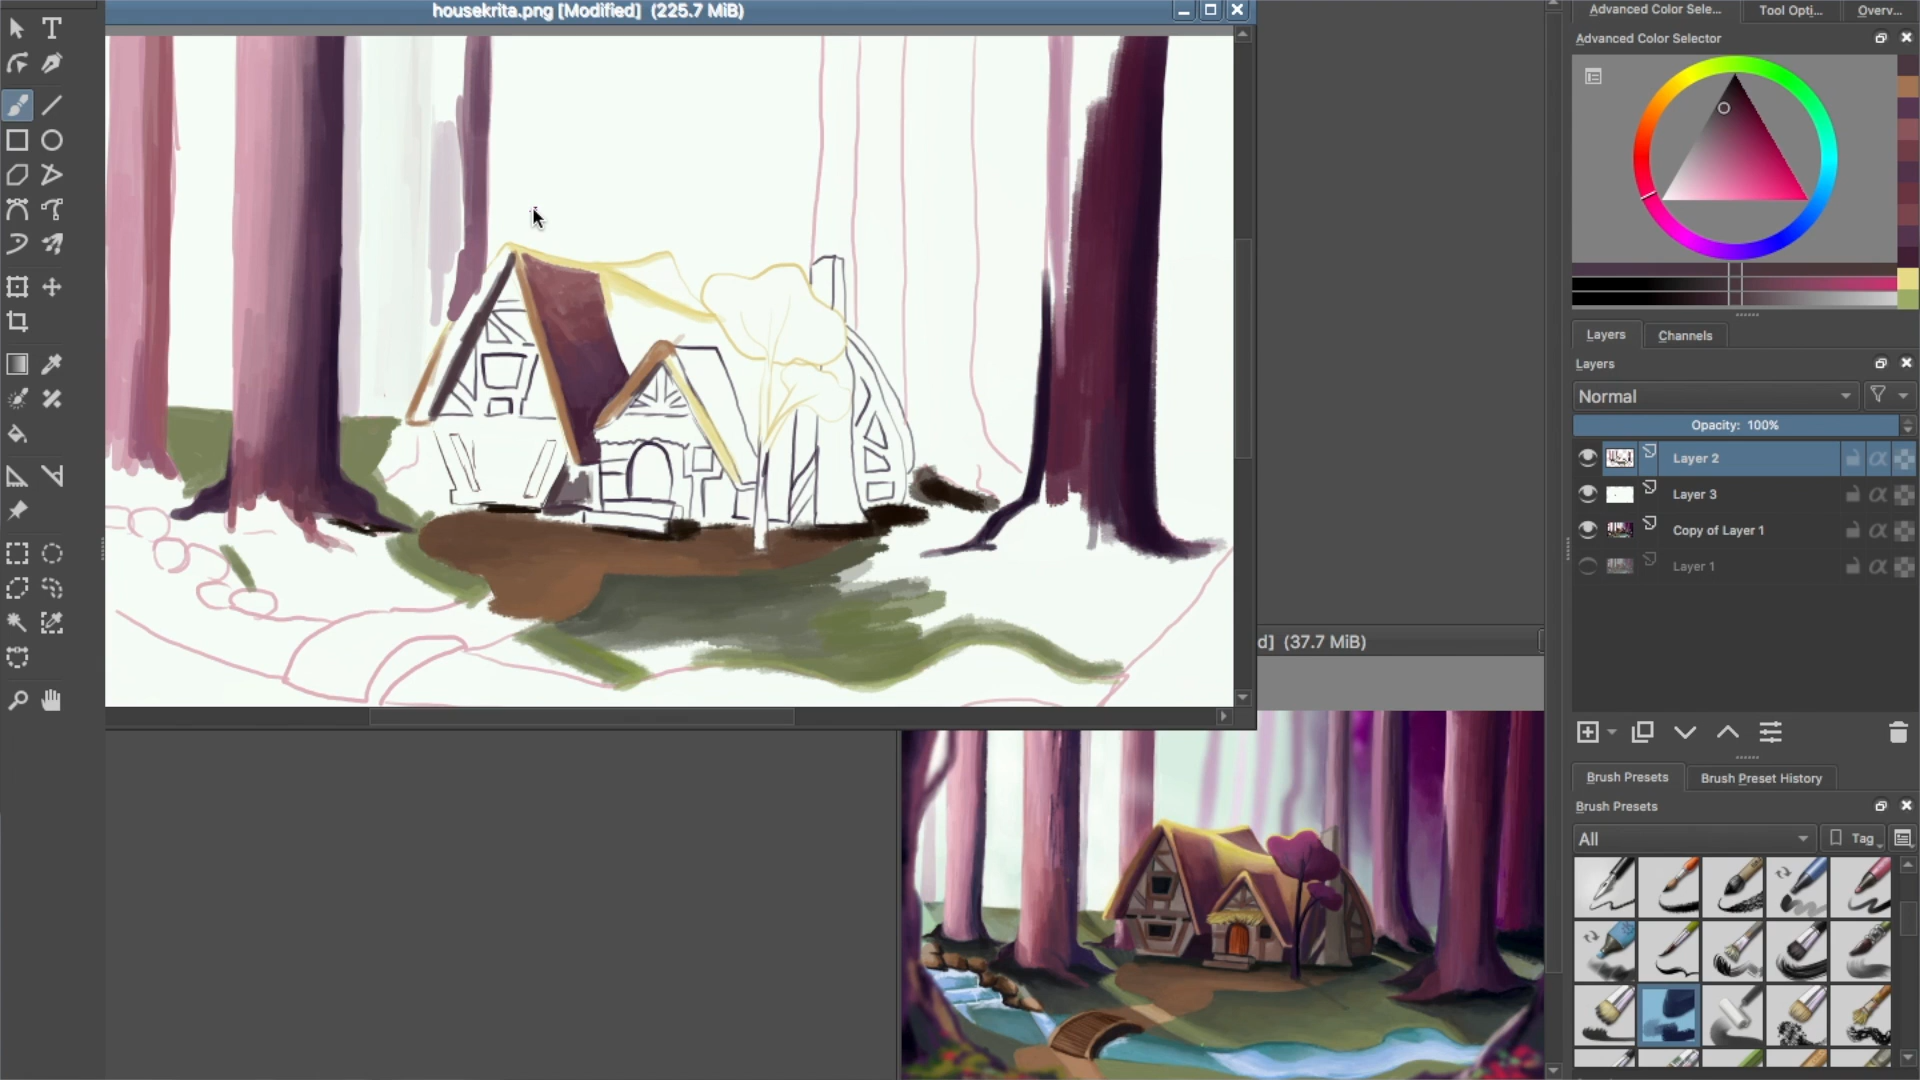 housekrita.png [Modified] (225.7 MiB)
Advanced Color Sele...
Tool Opti...
Overv...
Advanced Color Selector
Layers
Channels
Layers
Normal
Opacity: 100%
Layer 2
Layer 3
Copy of Layer 1
Layer 1
d] (37.7 MiB)
Brush Presets
Brush Preset History
Brush Presets
All
Tag